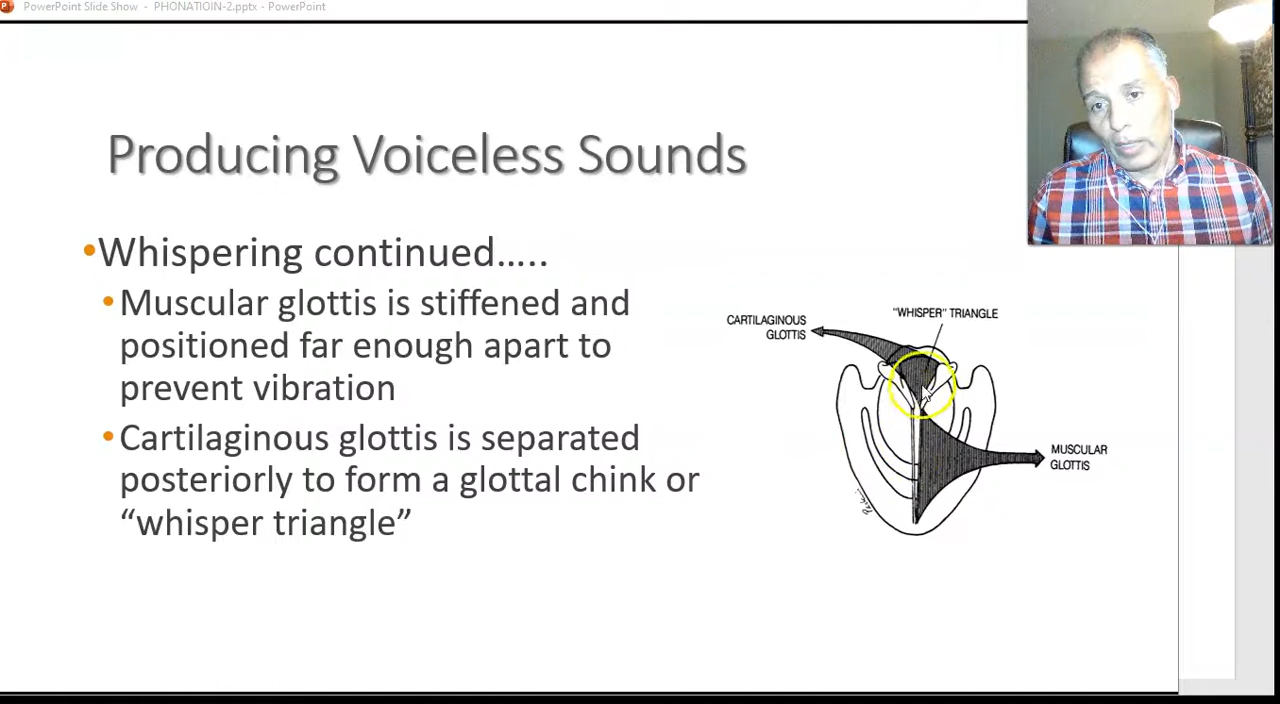 PowerPoint Slide Show - PHONATIOIN-2.pptx - PowerPoint
Producing Voiceless Sounds
•Whispering continued…..
•Muscular glottis is stiffened and
positioned far enough apart to
prevent vibration
•Cartilaginous glottis is separated
posteriorly to form a glottal chink or
“whisper triangle”
CARTILAGINOUS
GLOTTIS
"WHISPER" TRIANGLE
MUSCULAR
GLOTTIS